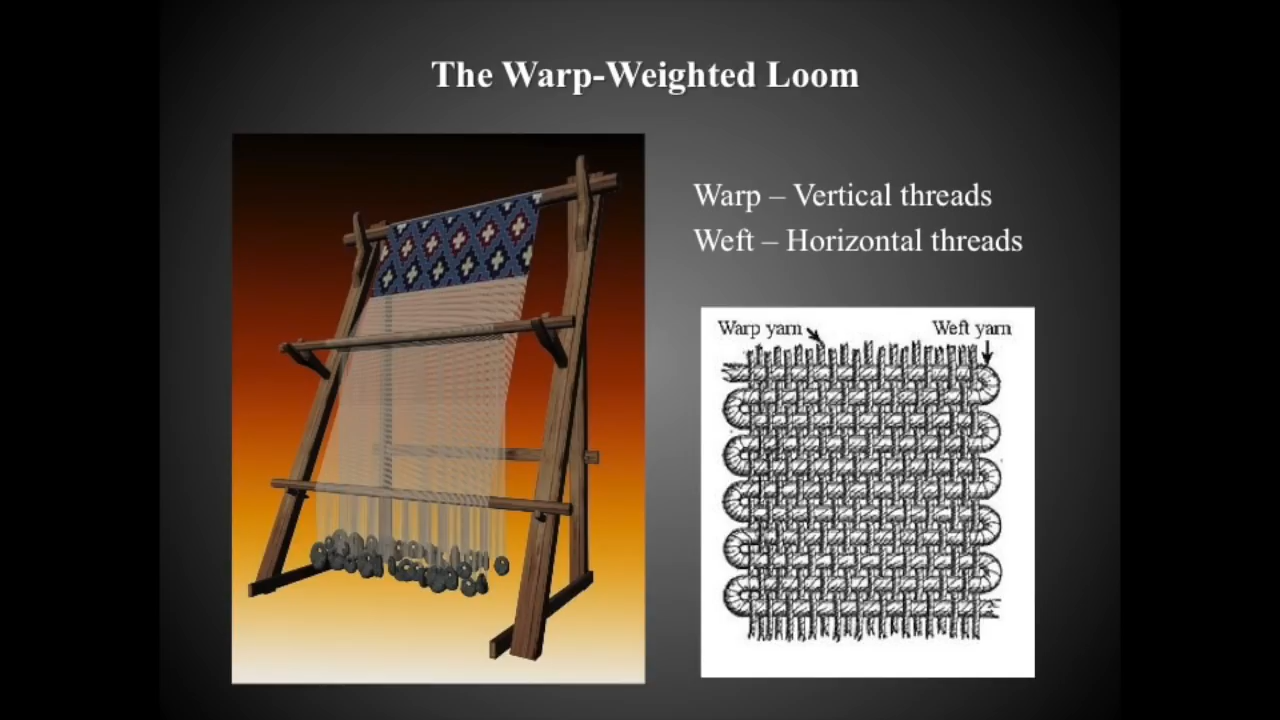 The Warp-Weighted Loom
Warp – Vertical threads
Weft – Horizontal threads
Warp yarn
Weft yarn